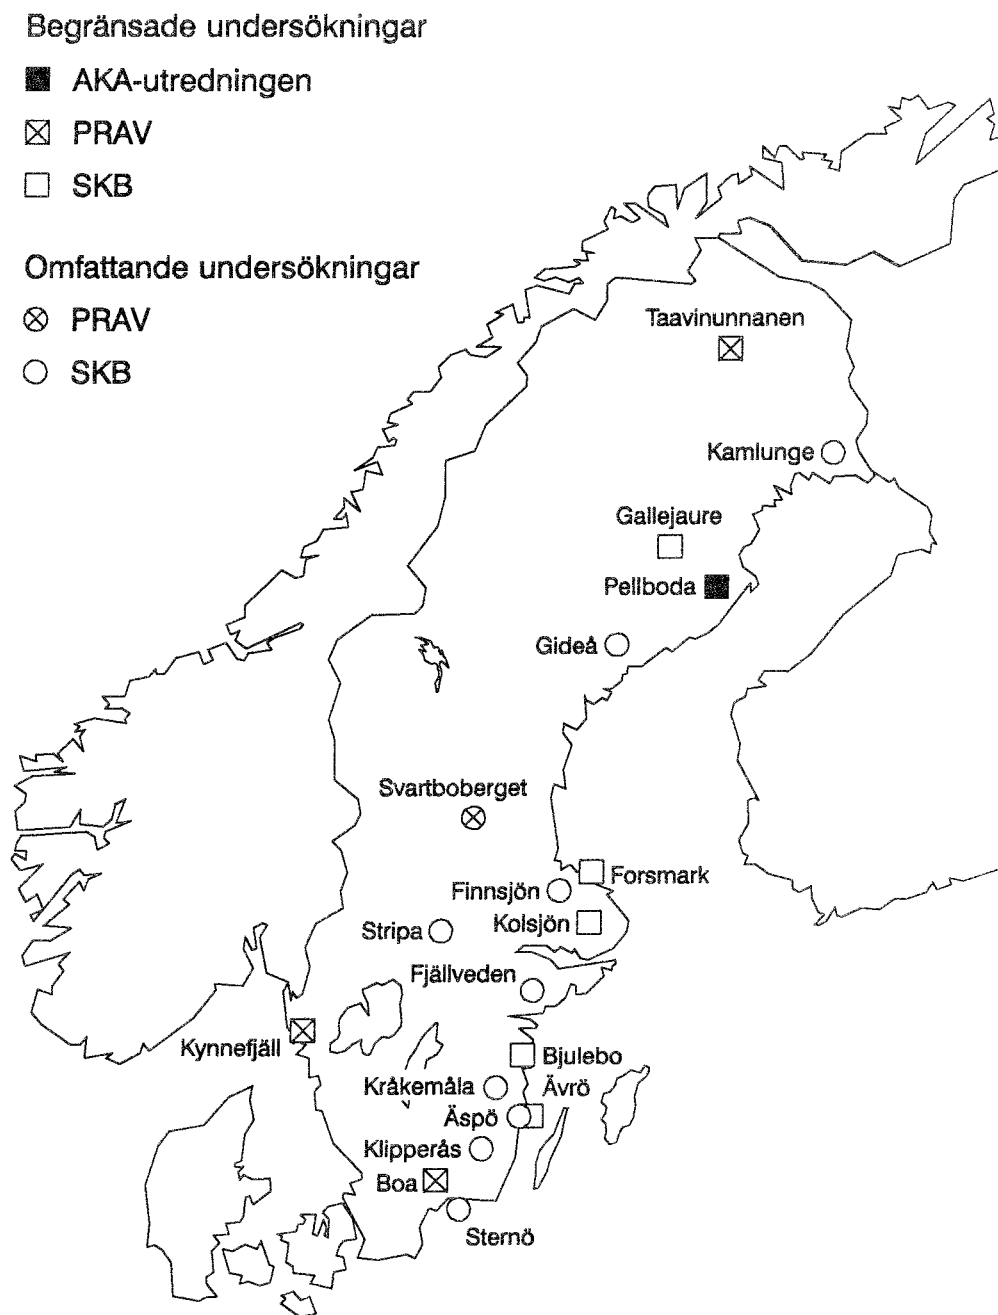 Begränsade undersökningar
AKA-utredningen
PRAV
SKB
Omfattande undersökningar
PRAV
SKB
Taavinunnanen
Kamlunge
Gallejaure
Pellboda
Gideå
Svartboberget
Forsmark
Finnsjön
Kolsjön
Stripa
Fjällveden
Kynnefjäll
Bjulebo
Kråkemåla
Ävrö
Äspö
Klipperås
Boa
Sternö